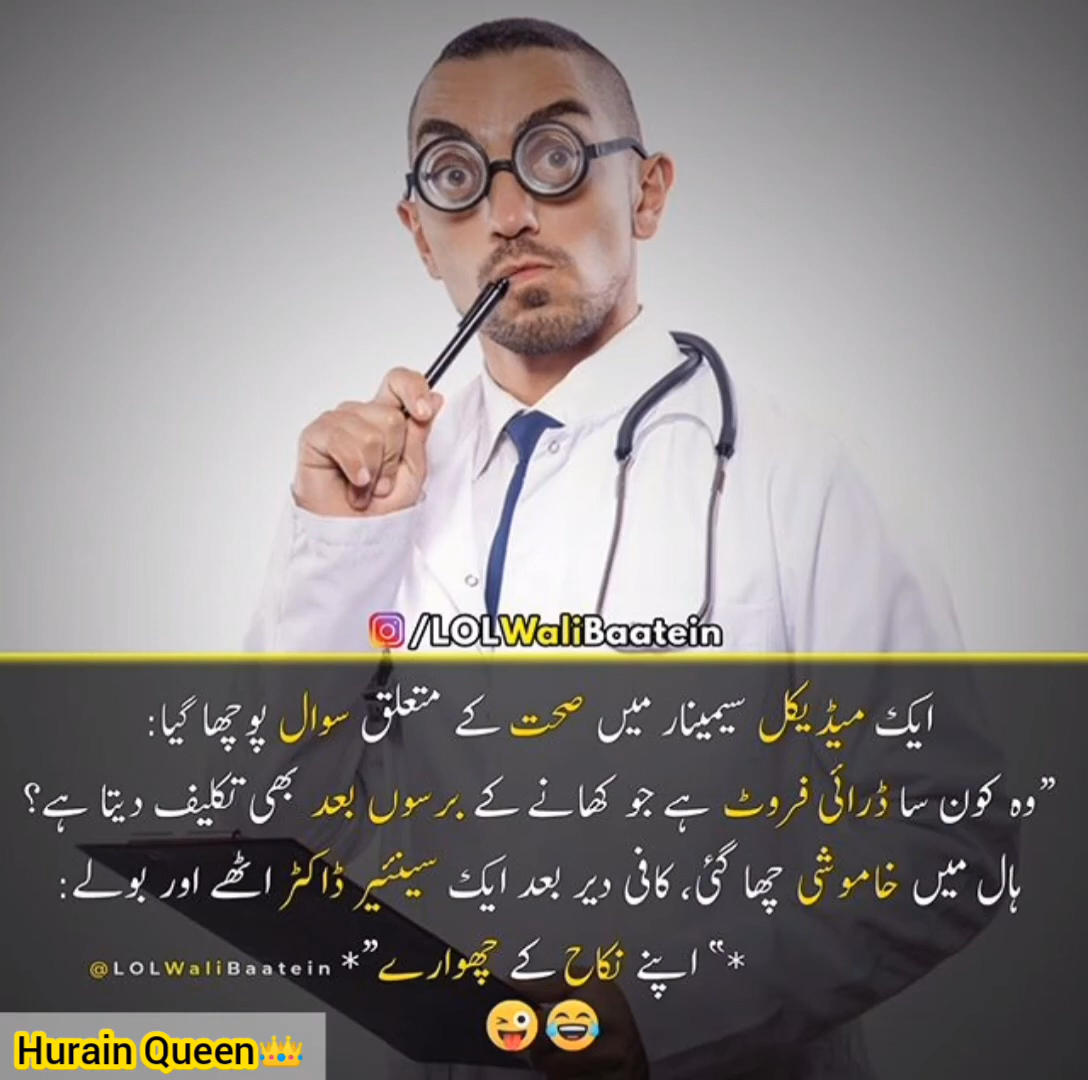 /LOLWaliBaatein
ایک میڈیکل سیمینار میں صحت کے متعلق سوال پوچھا گیا:
”وہ کون سا ڈرائی فروٹ ہے جو کھانے کے برسوں بعد بھی تکلیف دیتا ہے؟
ہال میں خاموشی چھا گئی، کافی دیر بعد ایک سینئیر ڈاکٹر اٹھے اور بولے:
*“اپنے نکاح کے چھوارے”*
@LOLWaliBaatein
😜😂
Hurain Queen👑